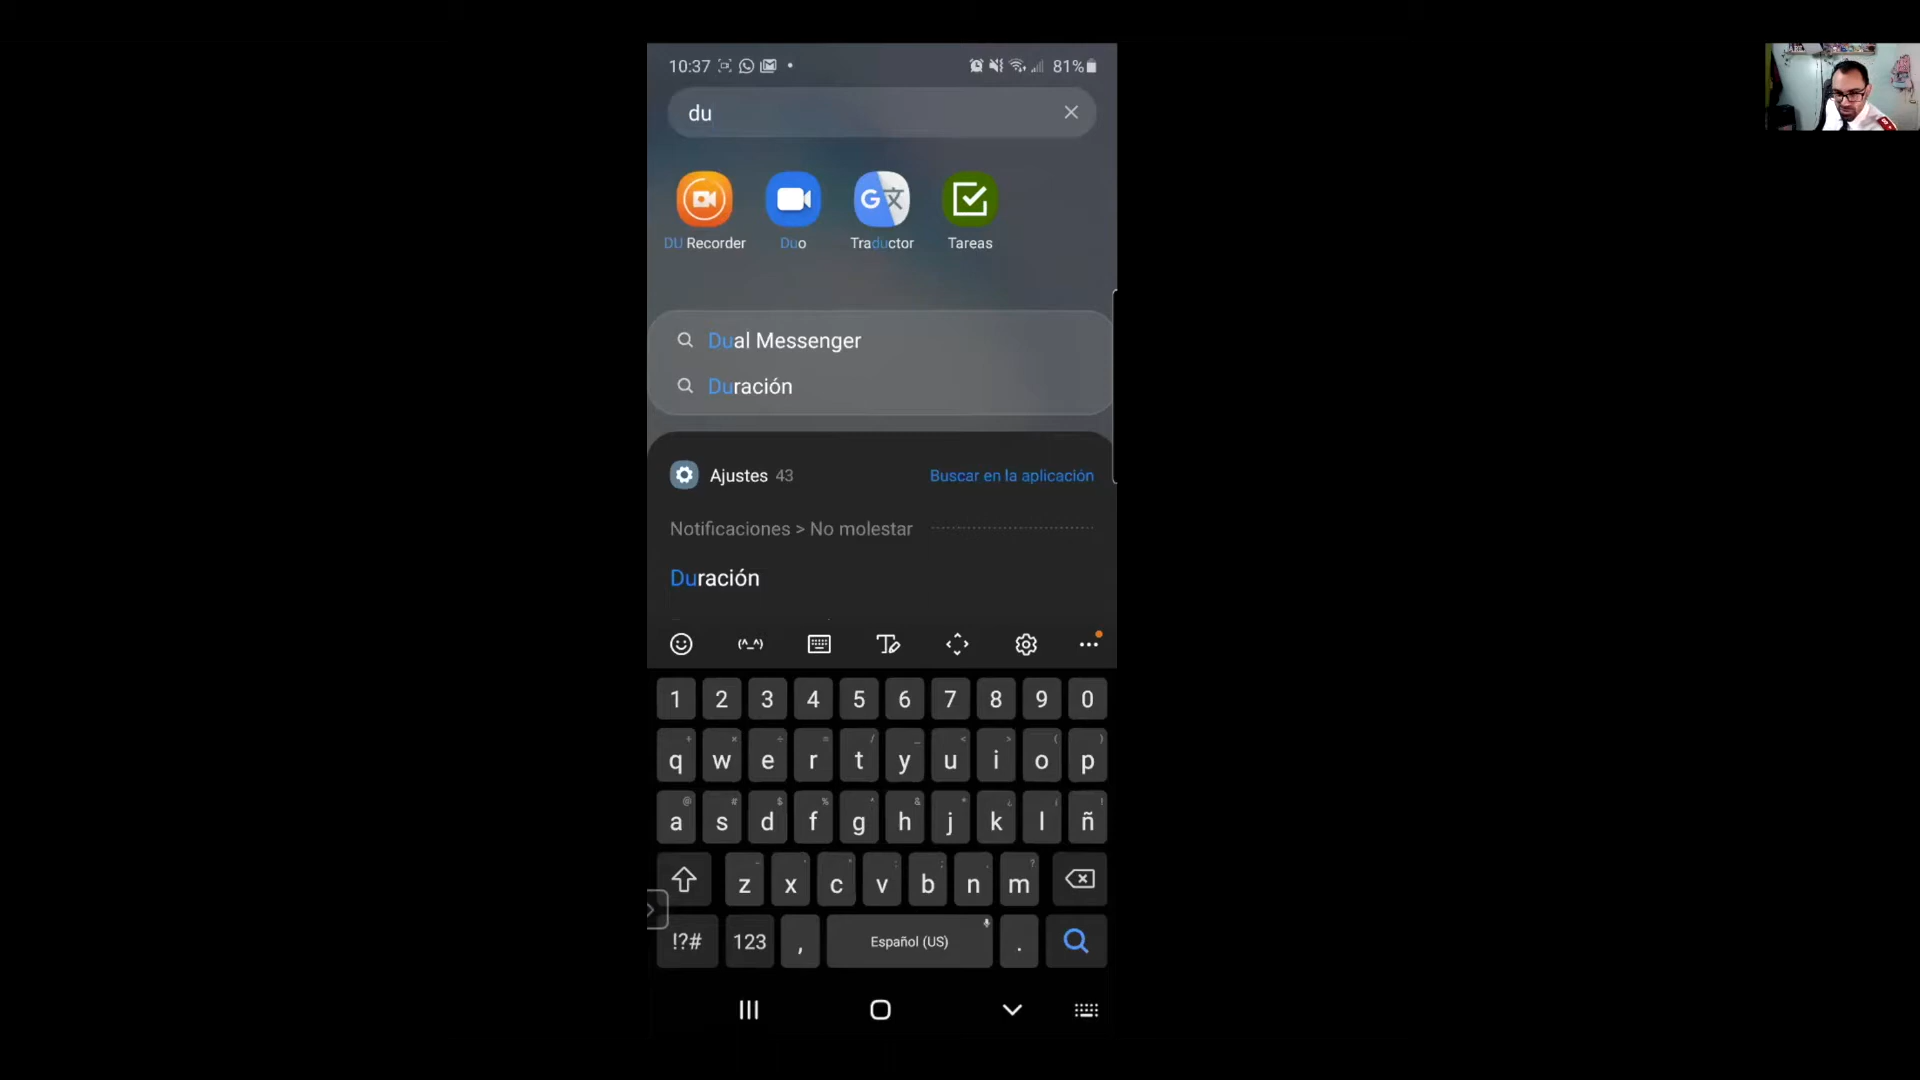 10:37 81%
du
DU Recorder Duo Traductor Tareas
Dual Messenger
Duración
Ajustes 43 Buscar en la aplicación
Notificaciones > No molestar
Duración
(^_^)
1 2 3 4 5 6 7 8 9 0
q w e r t y u i o p
a s d f g h j k l ñ
z x c v b n m
!?# 123 , Español (US) .